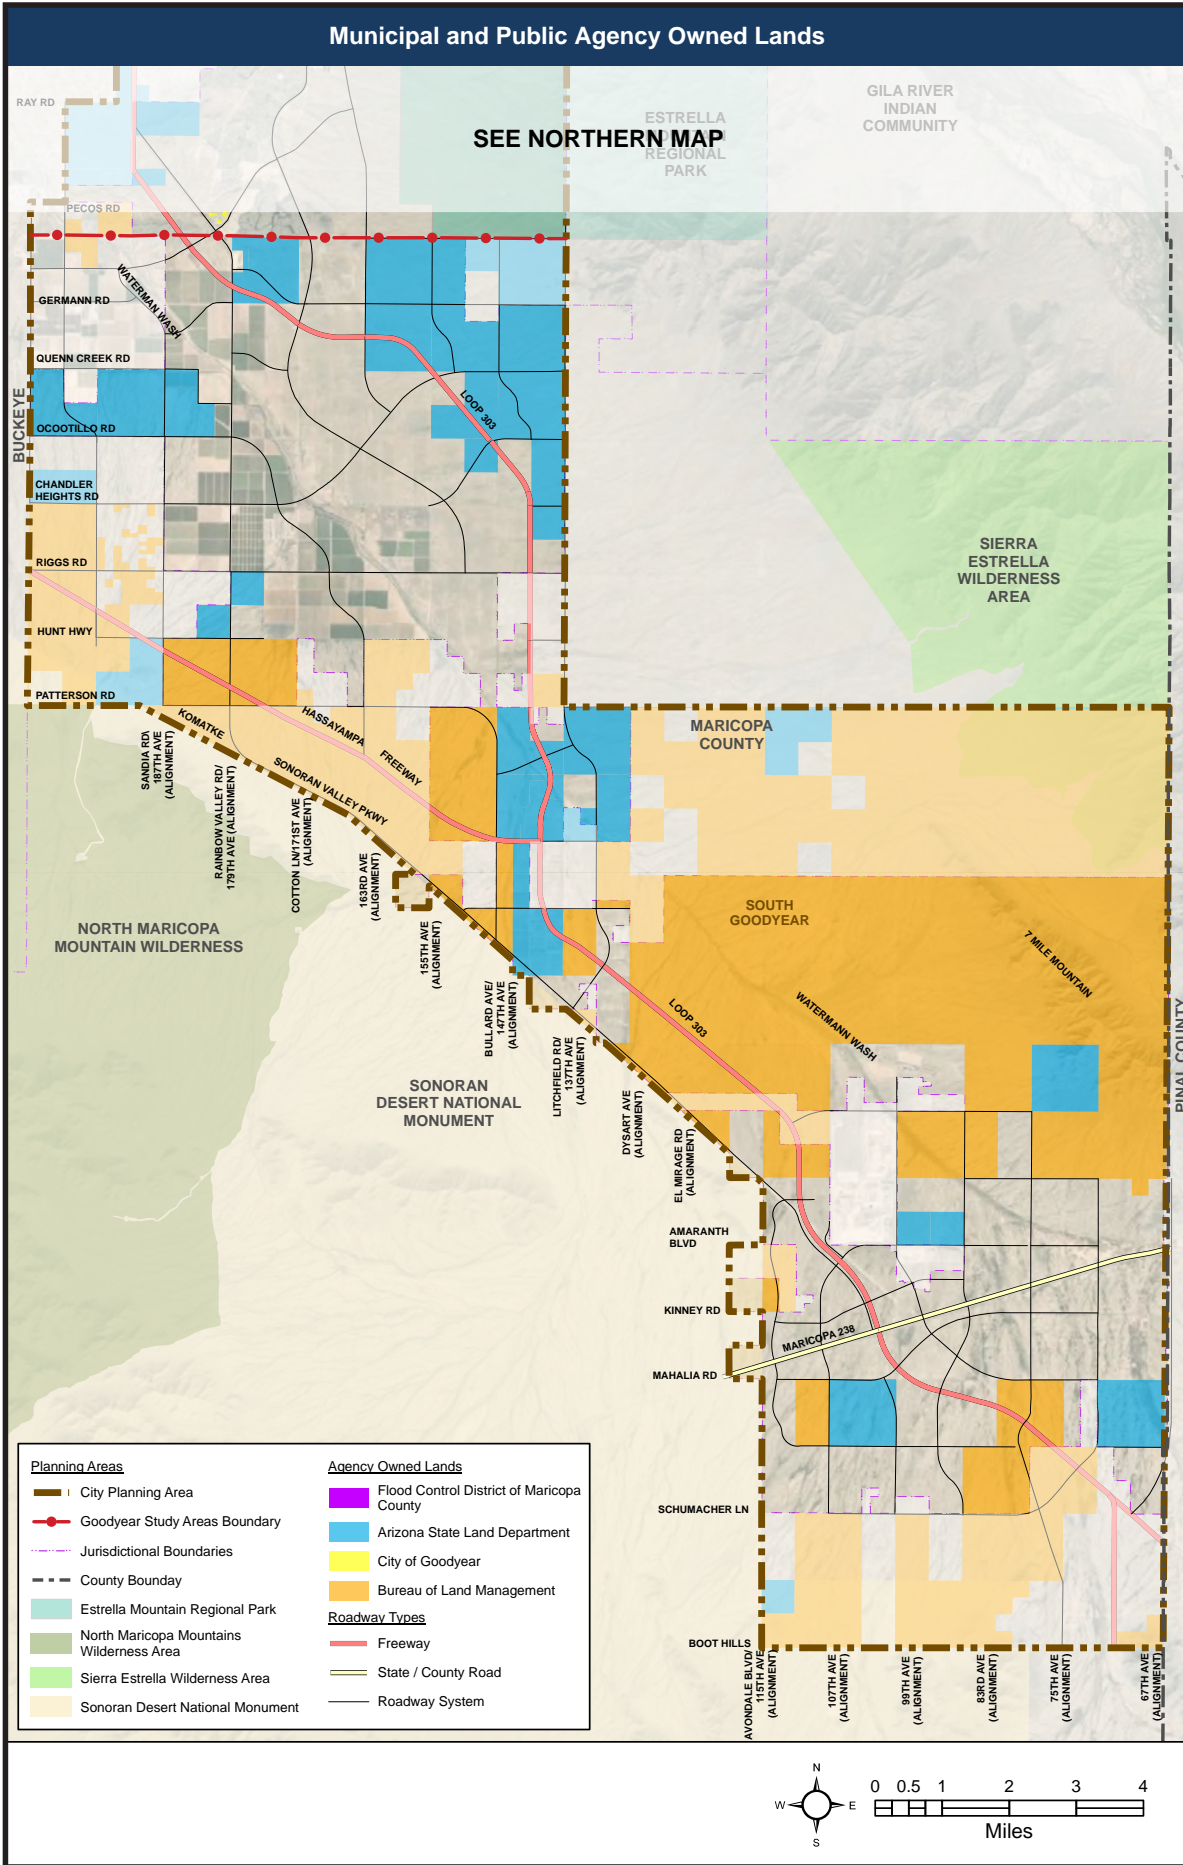 Municipal and Public Agency Owned Lands
RAY RD
SEE NORTHERN MAP
ESTRELLA
MOUNTAIN
REGIONAL
PARK
GILA RIVER
INDIAN
COMMUNITY
PECOS RD
WATERMAN WASH
GERMANN RD
QUENN CREEK RD
BUCKEYE
LOOP 303
OCOOTILLO RD
CHANDLER
HEIGHTS RD
SIERRA
ESTRELLA
WILDERNESS
AREA
RIGGS RD
HUNT HWY
PATTERSON RD
KOMATKE
HASSAYAMPA
FREEWAY
SONORAN VALLEY PKWY
MARICOPA
COUNTY
SANDIA RD\
187TH AVE
(ALIGNMENT)
RAINBOW VALLEY RD/
179TH AVE (ALIGNMENT)
COTTON LN/171ST AVE
(ALIGNMENT)
163RD AVE
(ALIGNMENT)
155TH AVE
(ALIGNMENT)
BULLARD AVE/
147TH AVE
(ALIGNMENT)
LITCHFIELD RD/
137TH AVE
(ALIGNMENT)
DYSART AVE
(ALIGNMENT)
EL MIRAGE RD
(ALIGNMENT)
NORTH MARICOPA
MOUNTAIN WILDERNESS
SOUTH
GOODYEAR
7 MILE MOUNTAIN
WATERMANN WASH
LOOP 303
PINAL COUNTY
SONORAN
DESERT NATIONAL
MONUMENT
AMARANTH
BLVD
KINNEY RD
MARICOPA 238
MAHALIA RD
SCHUMACHER LN
BOOT HILLS
AVONDALE BLVD/
115TH AVE
(ALIGNMENT)
107TH AVE
(ALIGNMENT)
99TH AVE
(ALIGNMENT)
83RD AVE
(ALIGNMENT)
75TH AVE
(ALIGNMENT)
67TH AVE
(ALIGNMENT)
Planning Areas
City Planning Area
Goodyear Study Areas Boundary
Jurisdictional Boundaries
County Bounday
Estrella Mountain Regional Park
North Maricopa Mountains
Wilderness Area
Sierra Estrella Wilderness Area
Sonoran Desert National Monument
Agency Owned Lands
Flood Control District of Maricopa
County
Arizona State Land Department
City of Goodyear
Bureau of Land Management
Roadway Types
Freeway
State / County Road
Roadway System
N
W
E
S
0 0.5 1 2 3 4
Miles